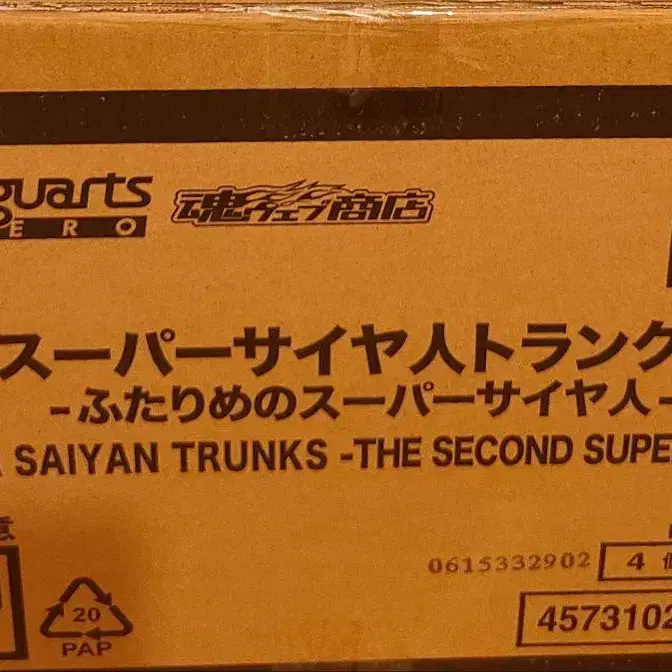 guarts
ERO
魂ウェブ商店
スーパーサイヤ人トランク
-ふたりめのスーパーサイヤ人-
SAIYAN TRUNKS -THE SECOND SUPE
0615332902
4
4573102
20
PAP